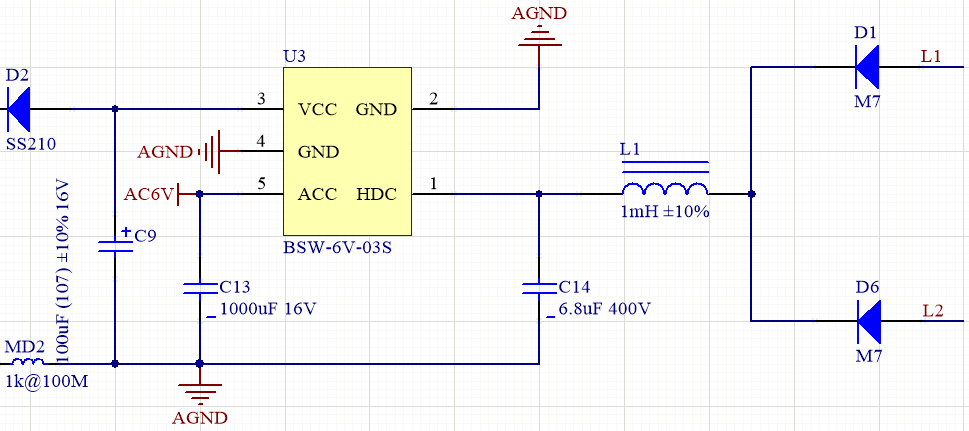 AGND
D2
SS210
U3
3
VCC
GND
2
AGND
4
GND
AC6V
5
ACC
HDC
1
BSW-6V-03S
D1
L1
M7
L1
1mH ±10%
+
C9
100uF (107) ±10% 16V
C13
1000uF 16V
C14
6.8uF 400V
D6
L2
M7
MD2
1k@100M
AGND